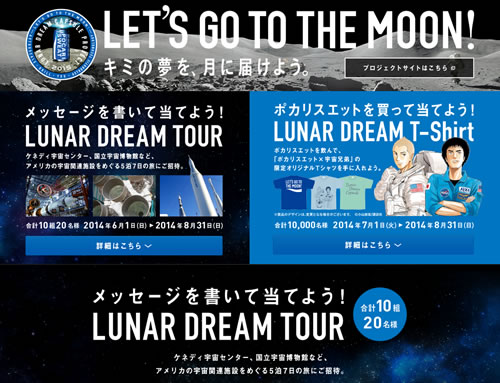 LET'S GO TO THE MOON!
キミの夢を、月に届けよう。
プロジェクトサイトはこちら
メッセージを書いて当てよう!
LUNAR DREAM TOUR
ケネディ宇宙センター、国立宇宙博物館など、
アメリカの宇宙関連施設をめぐる5泊7日の旅にご招待。
合計10組20名様 2014年6月1日(日)▶2014年8月31日(日)
詳細はこちら
ポカリスエットを買って当てよう!
LUNAR DREAM T-Shirt
ポカリスエットを飲んで、
「ポカリスエット×宇宙兄弟」の
限定オリジナルTシャツを手に入れよう。
合計10,000名様 2014年7月1日(火)▶2014年8月31日(日)
詳細はこちら
メッセージを書いて当てよう!
LUNAR DREAM TOUR
合計10組
20名様
ケネディ宇宙センター、国立宇宙博物館など、
アメリカの宇宙関連施設をめぐる5泊7日の旅にご招待。